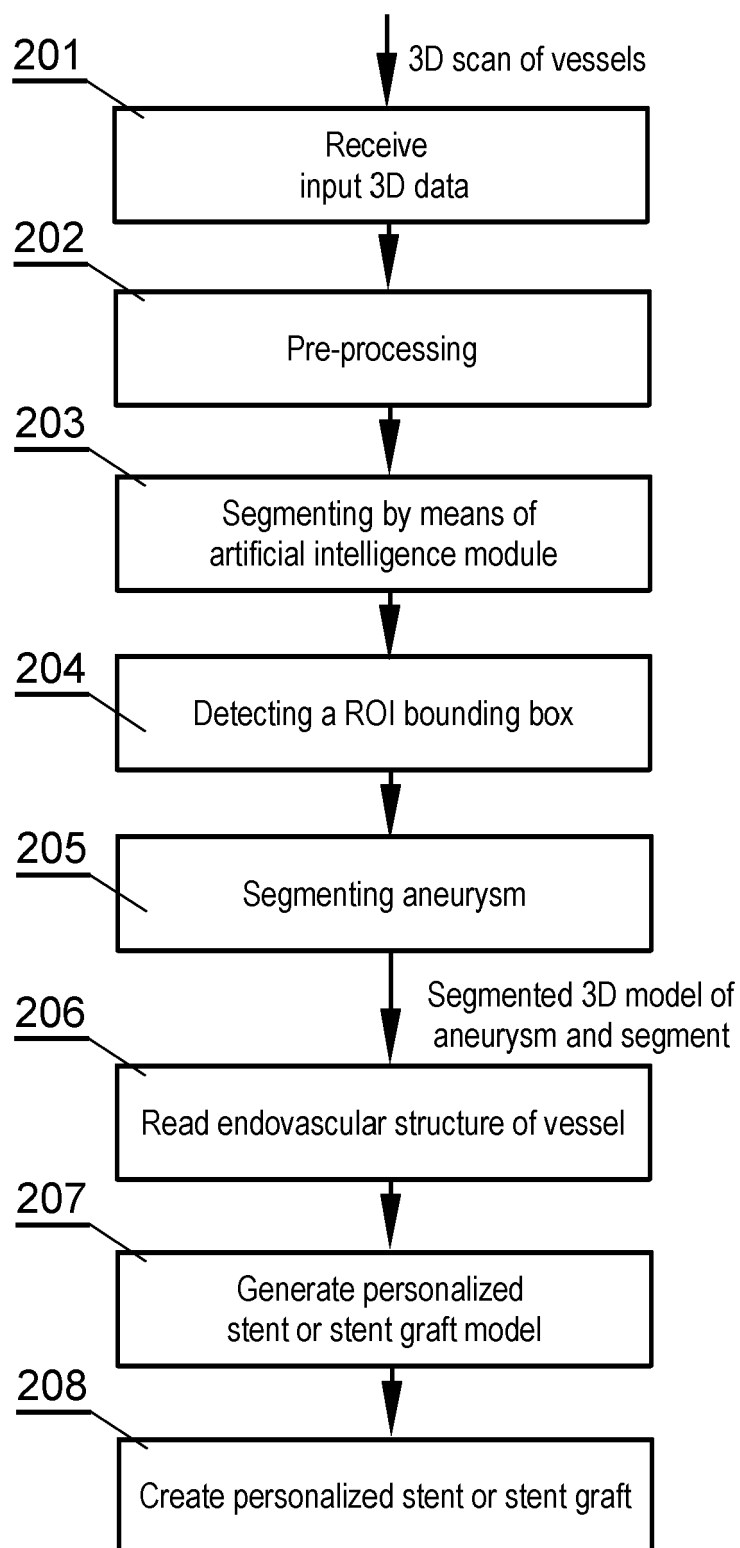 3D scan of vessels
201
Receive
input 3D data
202
Pre-processing
203
Segmenting by means of
artificial intelligence module
204
Detecting a ROI bounding box
205
Segmenting aneurysm
Segmented 3D model of
aneurysm and segment
206
Read endovascular structure of vessel
207
Generate personalized
stent or stent graft model
208
Create personalized stent or stent graft